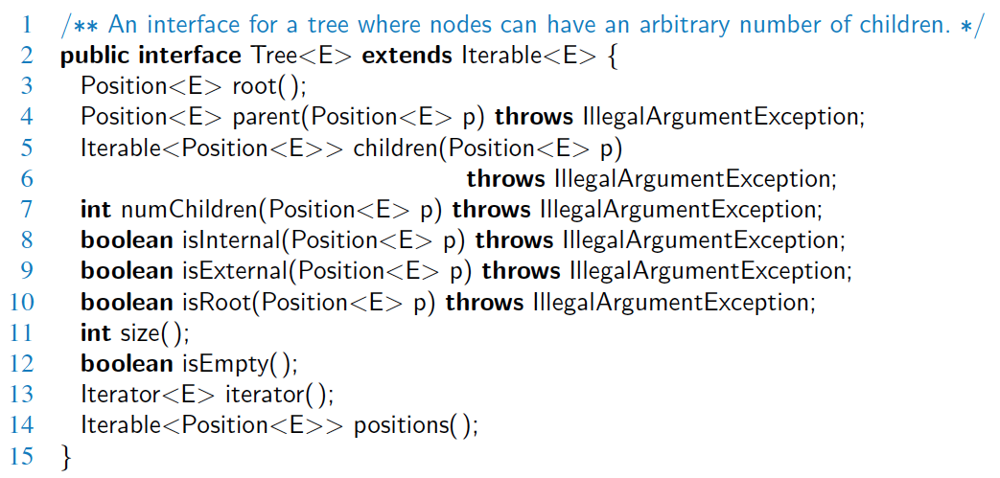 1 /** An interface for a tree where nodes can have an arbitrary number of children. */
2 public interface Tree<E> extends Iterable<E> {
3 Position<E> root( );
4 Position<E> parent(Position<E> p) throws IllegalArgumentException;
5 Iterable<Position<E>> children(Position<E> p)
6 throws IllegalArgumentException;
7 int numChildren(Position<E> p) throws IllegalArgumentException;
8 boolean isInternal(Position<E> p) throws IllegalArgumentException;
9 boolean isExternal(Position<E> p) throws IllegalArgumentException;
10 boolean isRoot(Position<E> p) throws IllegalArgumentException;
11 int size( );
12 boolean isEmpty( );
13 Iterator<E> iterator( );
14 Iterable<Position<E>> positions( );
15 }